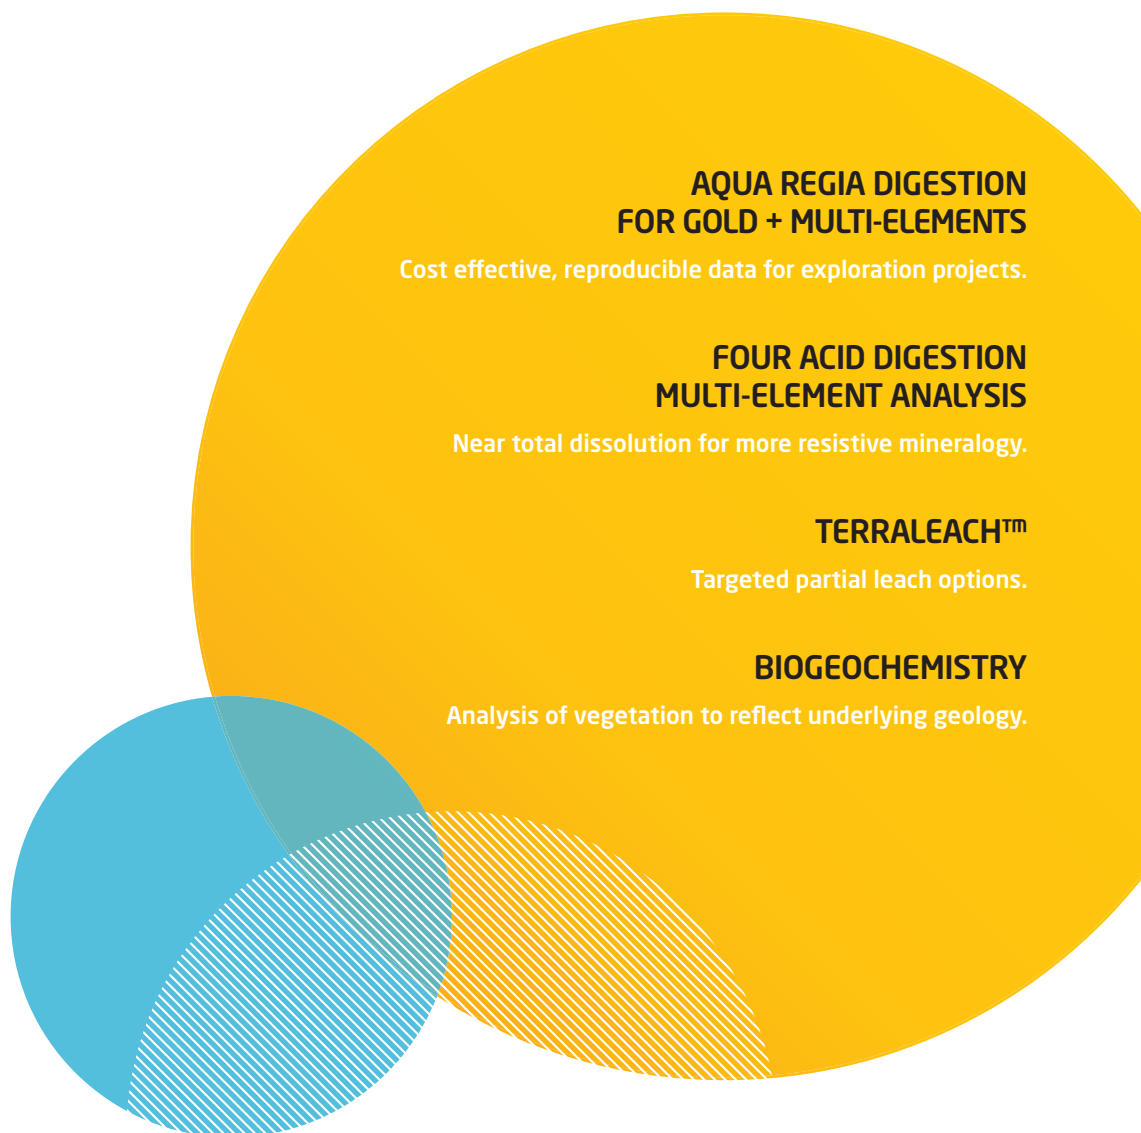 AQUA REGIA DIGESTION
FOR GOLD + MULTI-ELEMENTS
Cost effective, reproducible data for exploration projects.
FOUR ACID DIGESTION
MULTI-ELEMENT ANALYSIS
Near total dissolution for more resistive mineralogy.
TERRALEACH™
Targeted partial leach options.
BIOGEOCHEMISTRY
Analysis of vegetation to reflect underlying geology.